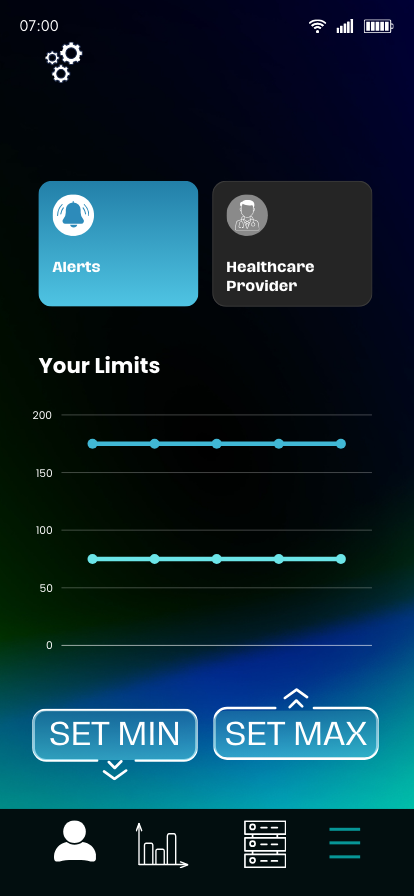 07:00
Alerts
Healthcare
Provider
Your Limits
200
150
100
50
0
SET MIN
SET MAX